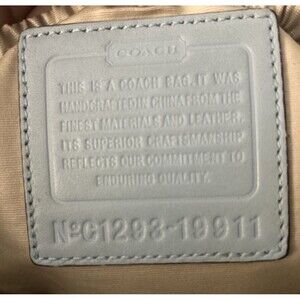 COACH
THIS IS A COACH BAG. IT WAS
HANDCRAFTED IN CHINA FROM THE
FINEST MATERIALS AND LEATHER.
ITS SUPERIOR CRAFTSMANSHIP
REFLECTS OUR COMMITMENT TO
ENDURING QUALITY.
NºC1293-19911